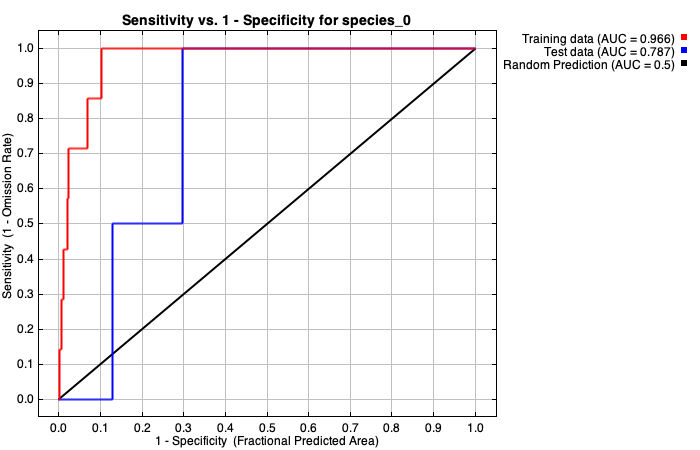 Sensitivity vs. 1 - Specificity for species_0
Training data (AUC = 0.966)
Test data (AUC = 0.787)
Random Prediction (AUC = 0.5)
Sensitivity (1 - Omission Rate)
1.0
0.9
0.8
0.7
0.6
0.5
0.4
0.3
0.2
0.1
0.0
0.0 0.1 0.2 0.3 0.4 0.5 0.6 0.7 0.8 0.9 1.0
1 - Specificity (Fractional Predicted Area)